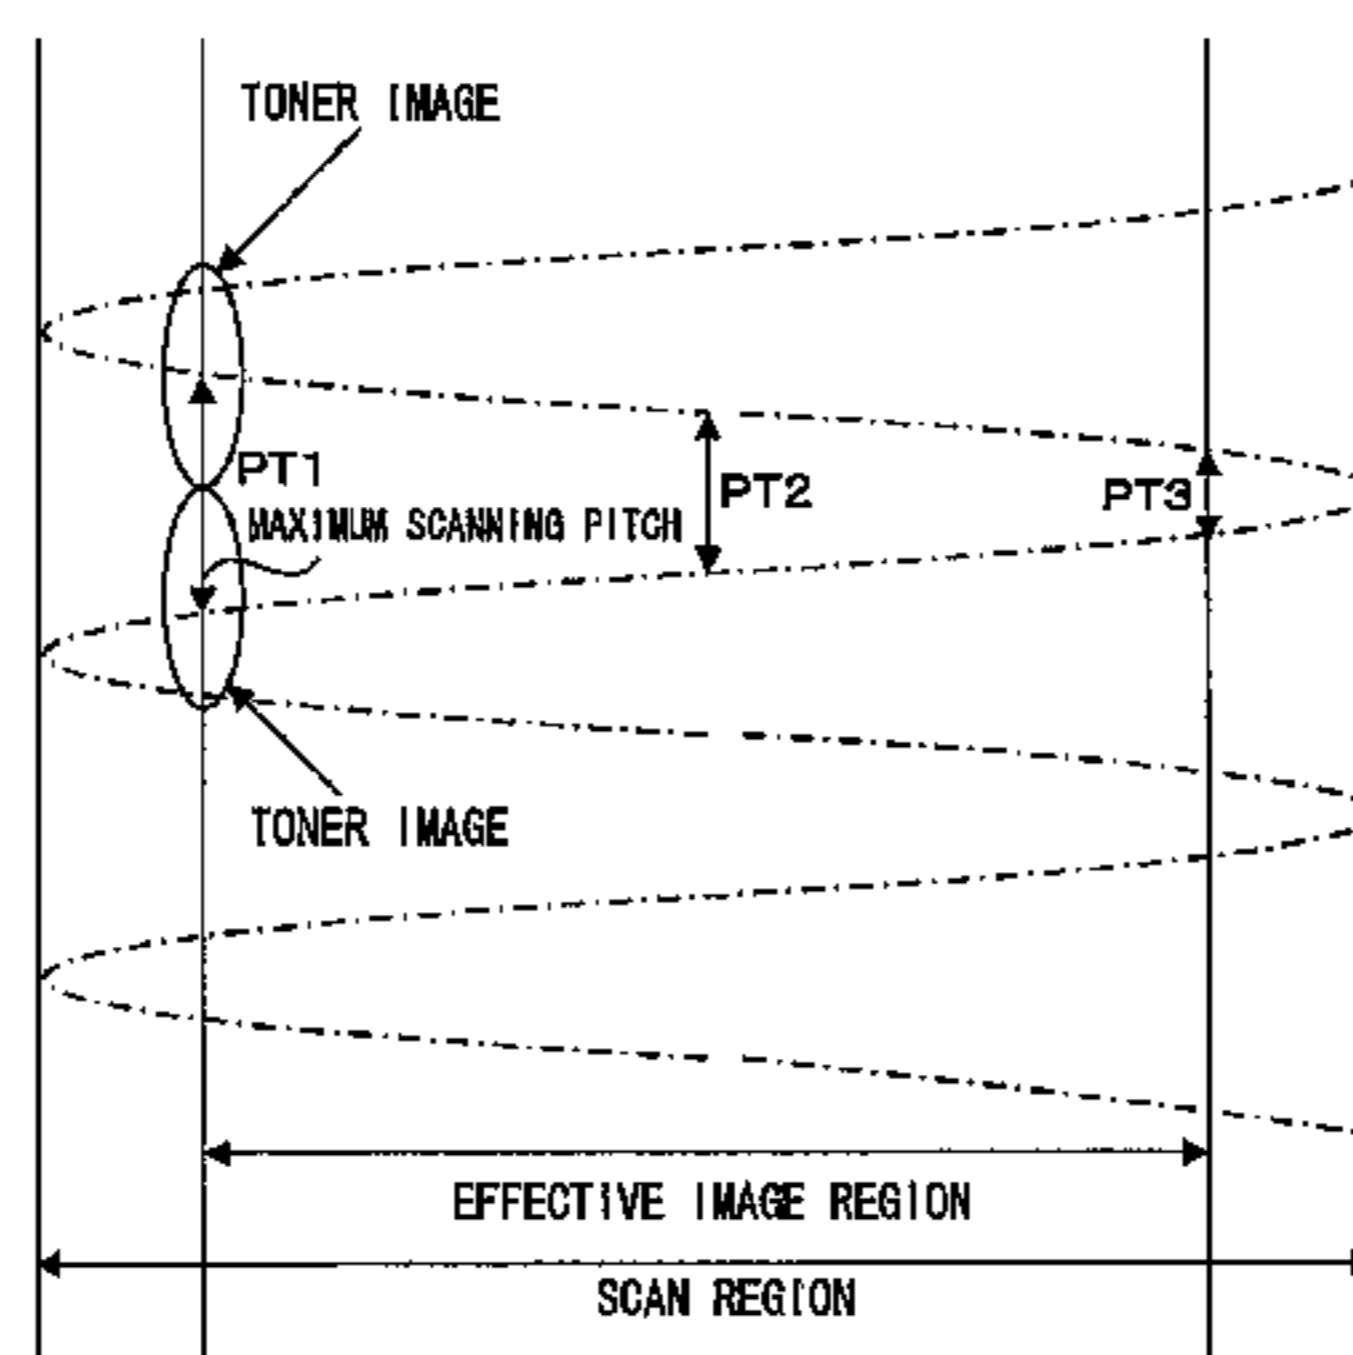 TONER IMAGE
PT1
PT2
PT3
MAXIMUM SCANNING PITCH
TONER IMAGE
EFFECTIVE IMAGE REGION
SCAN REGION